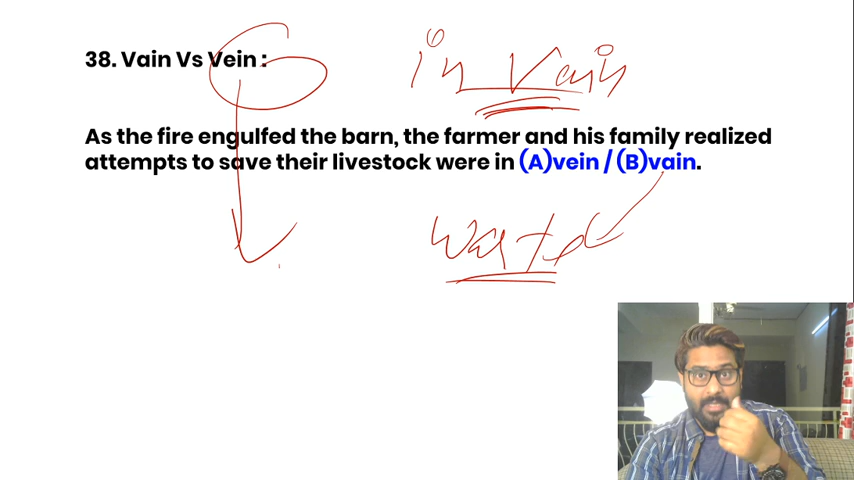 38. Vain Vs Vein :
in Vain
As the fire engulfed the barn, the farmer and his family realized
attempts to save their livestock were in (A)vein / (B)vain.
waste